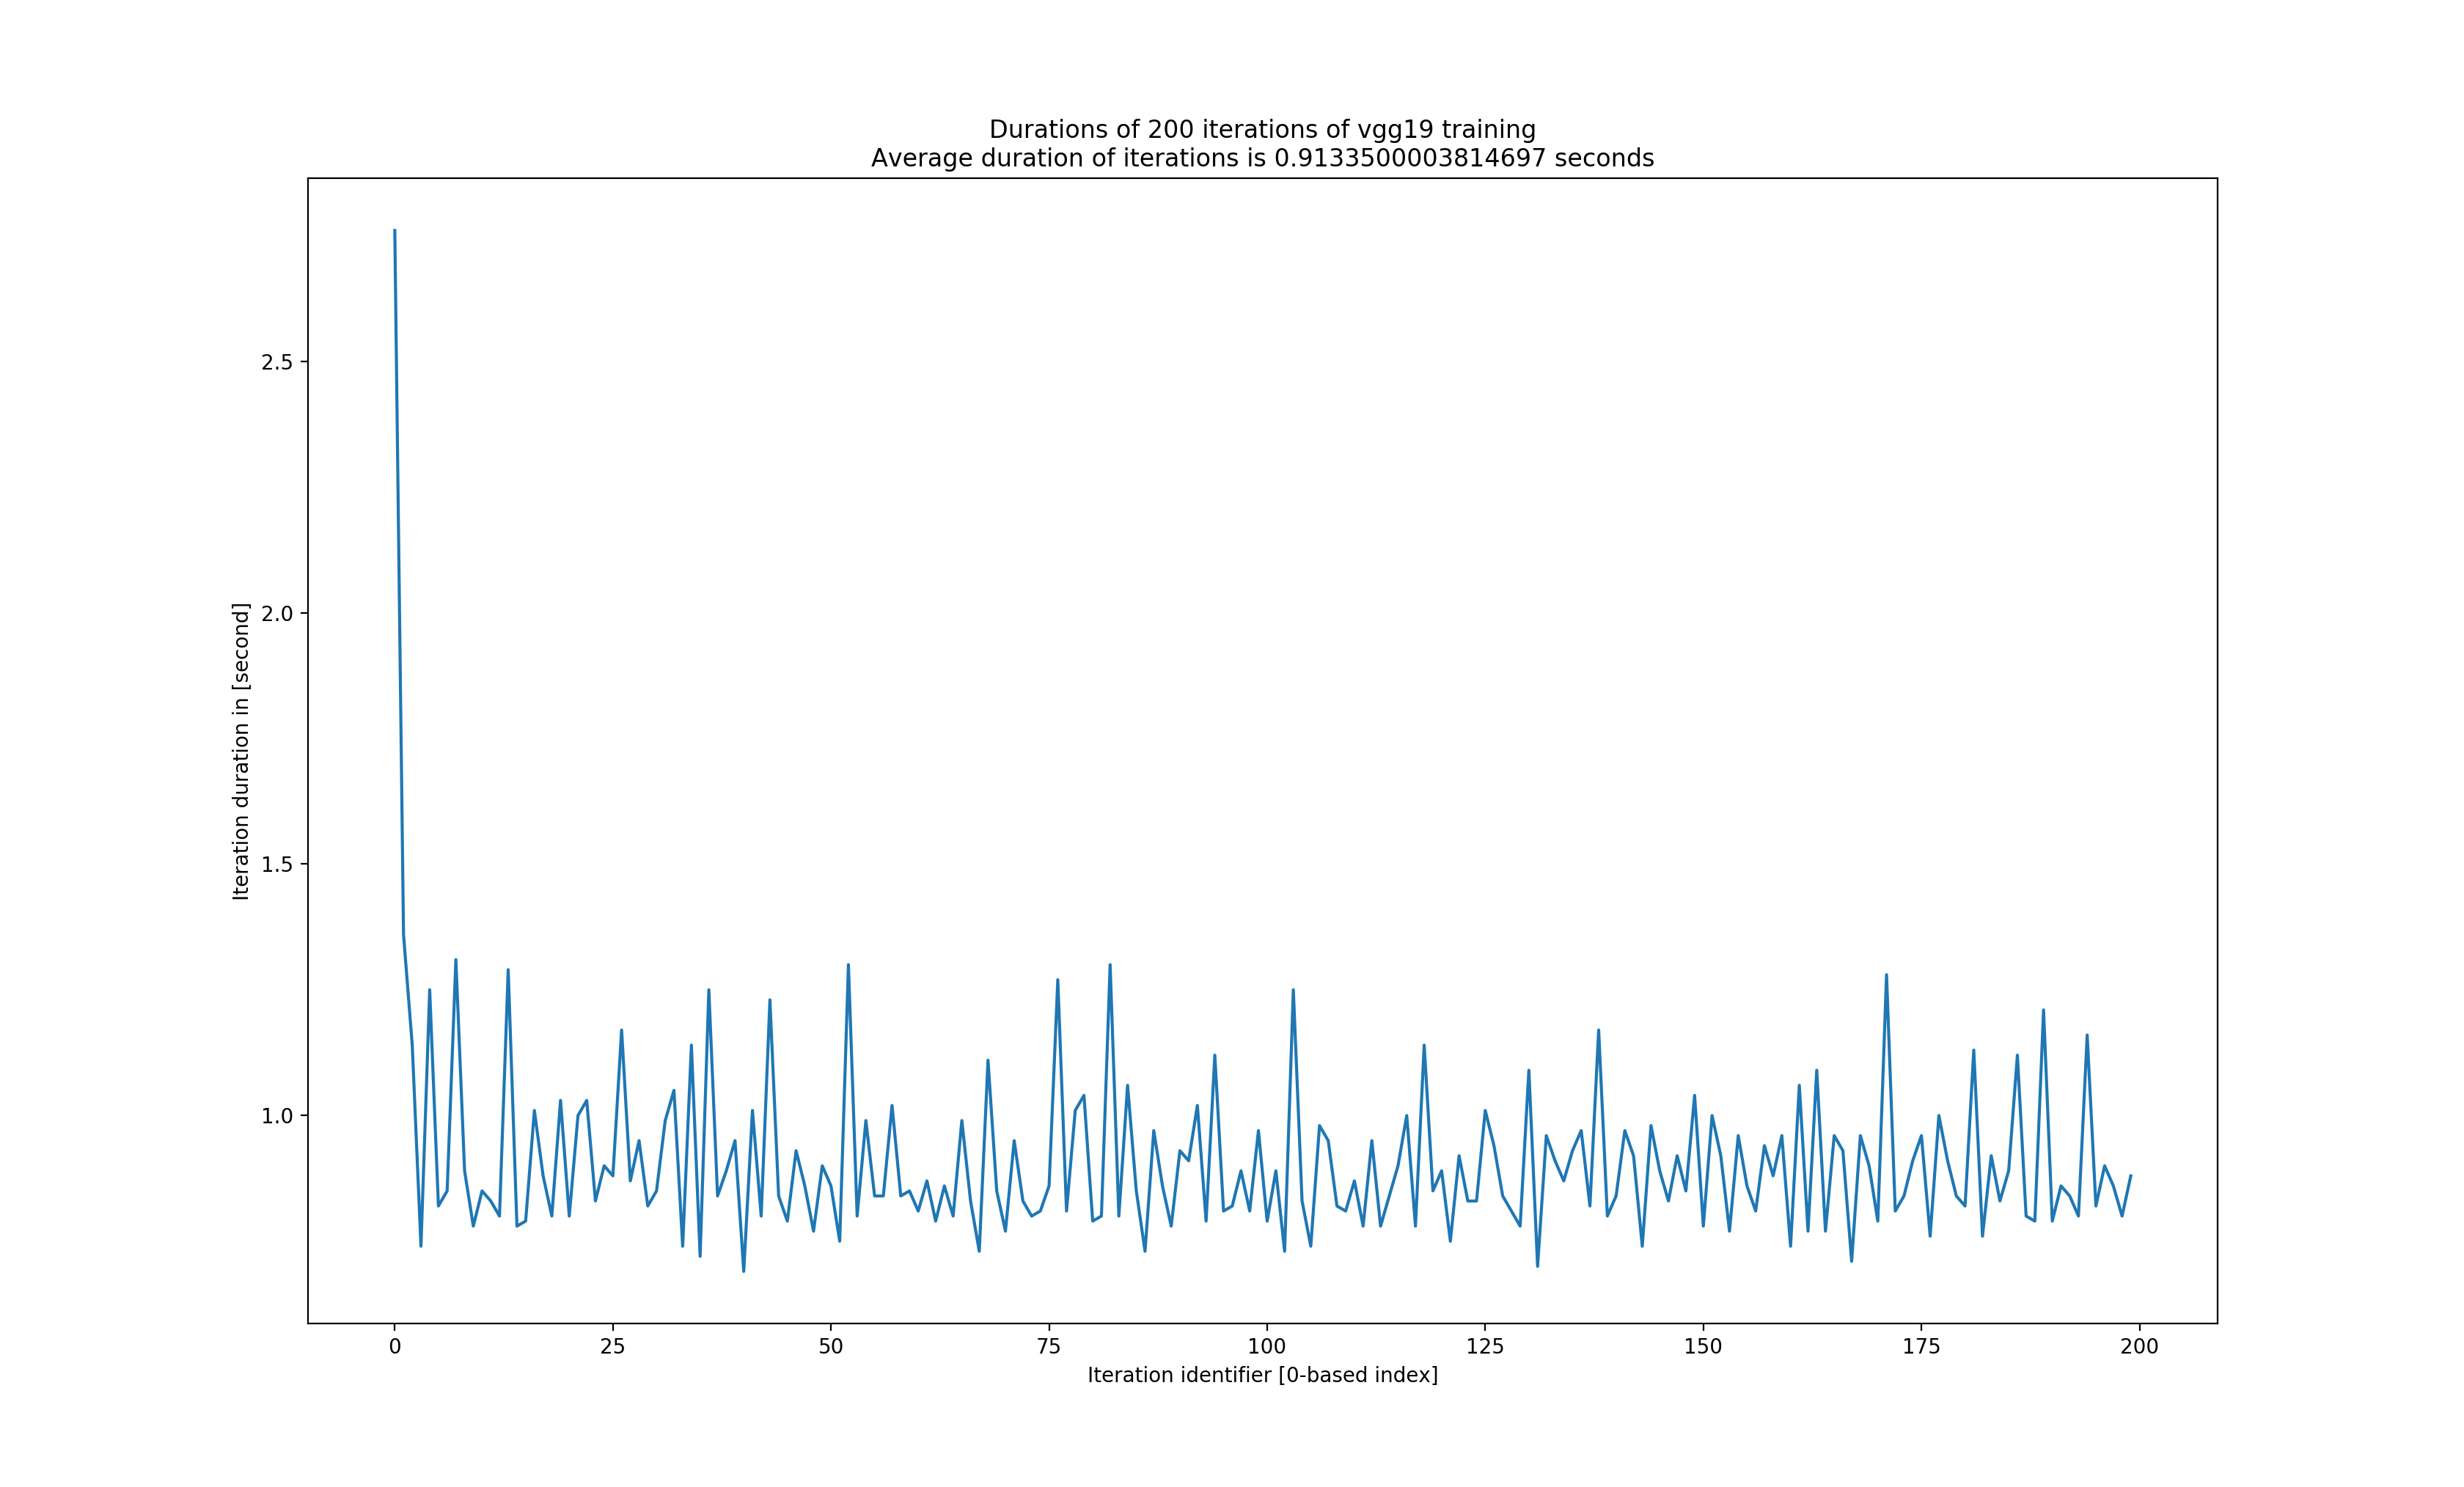 Durations of 200 iterations of vgg19 training
Average duration of iterations is 0.9133500003814697 seconds
Iteration duration in [second]
2.5
2.0
1.5
1.0
0 25 50 75 100 125 150 175 200
Iteration identifier [0-based index]